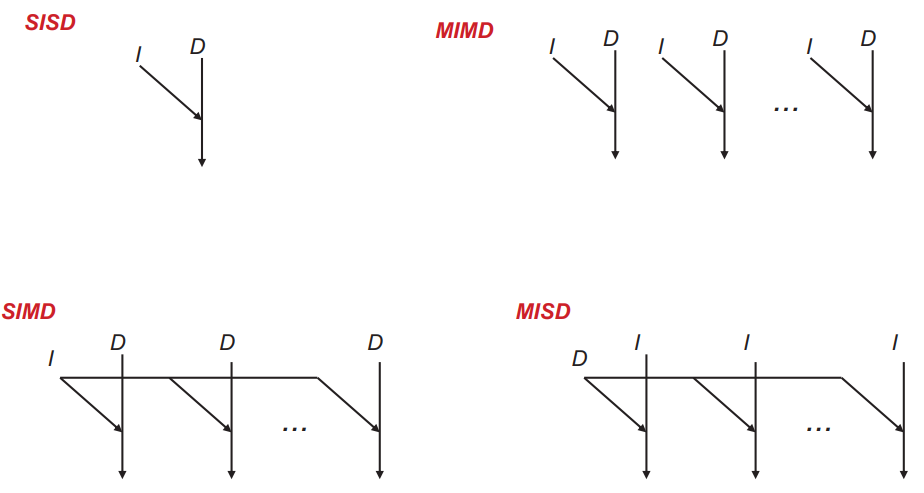 SISD
I D
MIMD
I D I D ... I D
SIMD
I D D D
...
MISD
D I I I
...